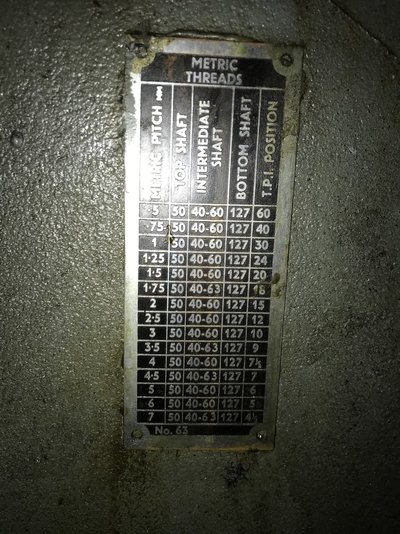 METRIC
THREADS
METRIC PITCH MM TOP SHAFT INTERMEDIATE SHAFT BOTTOM SHAFT T.P.I. POSITION
·5 50 40-60 127 60
·75 50 40-60 127 40
1 50 40-60 127 30
1·25 50 40-60 127 24
1·5 50 40-60 127 20
1·75 50 40-63 127 18
2 50 40-60 127 15
2·5 50 40-60 127 12
3 50 40-60 127 10
3·5 50 40-63 127 9
4 50 40-60 127 7½
4·5 50 40-63 127 7
5 50 40-60 127 6
6 50 40-60 127 5
7 50 40-63 127 4½
No. 63